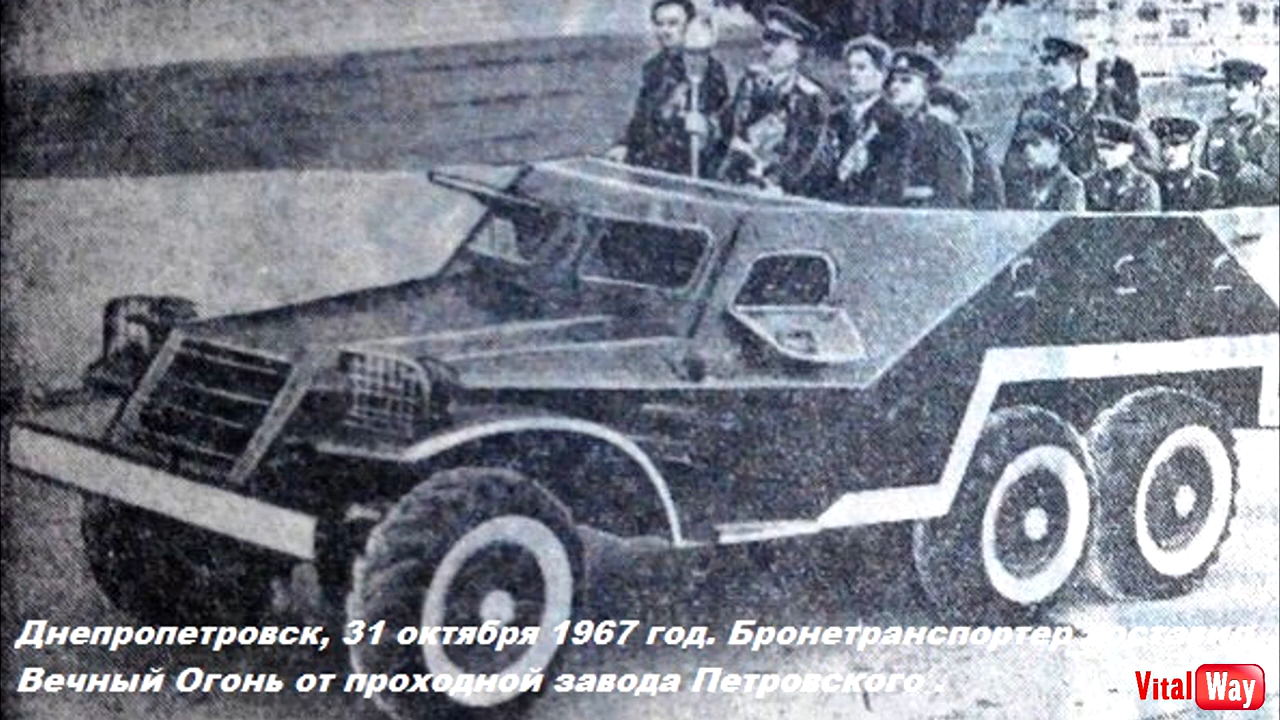 Днепропетровск, 31 октября 1967 год. Бронетранспортер
Вечный Огонь от проходной завода Петровского .
Vital Way